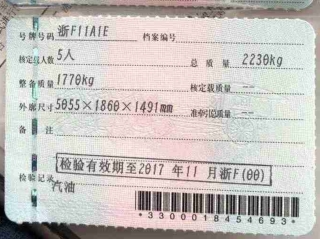 号牌号码 浙F11A1E 档案编号
核定载人数 5人 总质量 2230kg
整备质量 1770kg 核定载质量 --
外廓尺寸 5055×1860×1491mm 准牵引总质量 --
备注
检验有效期至2017年11月浙F(00)
检验记录
汽油
*3300018454693*